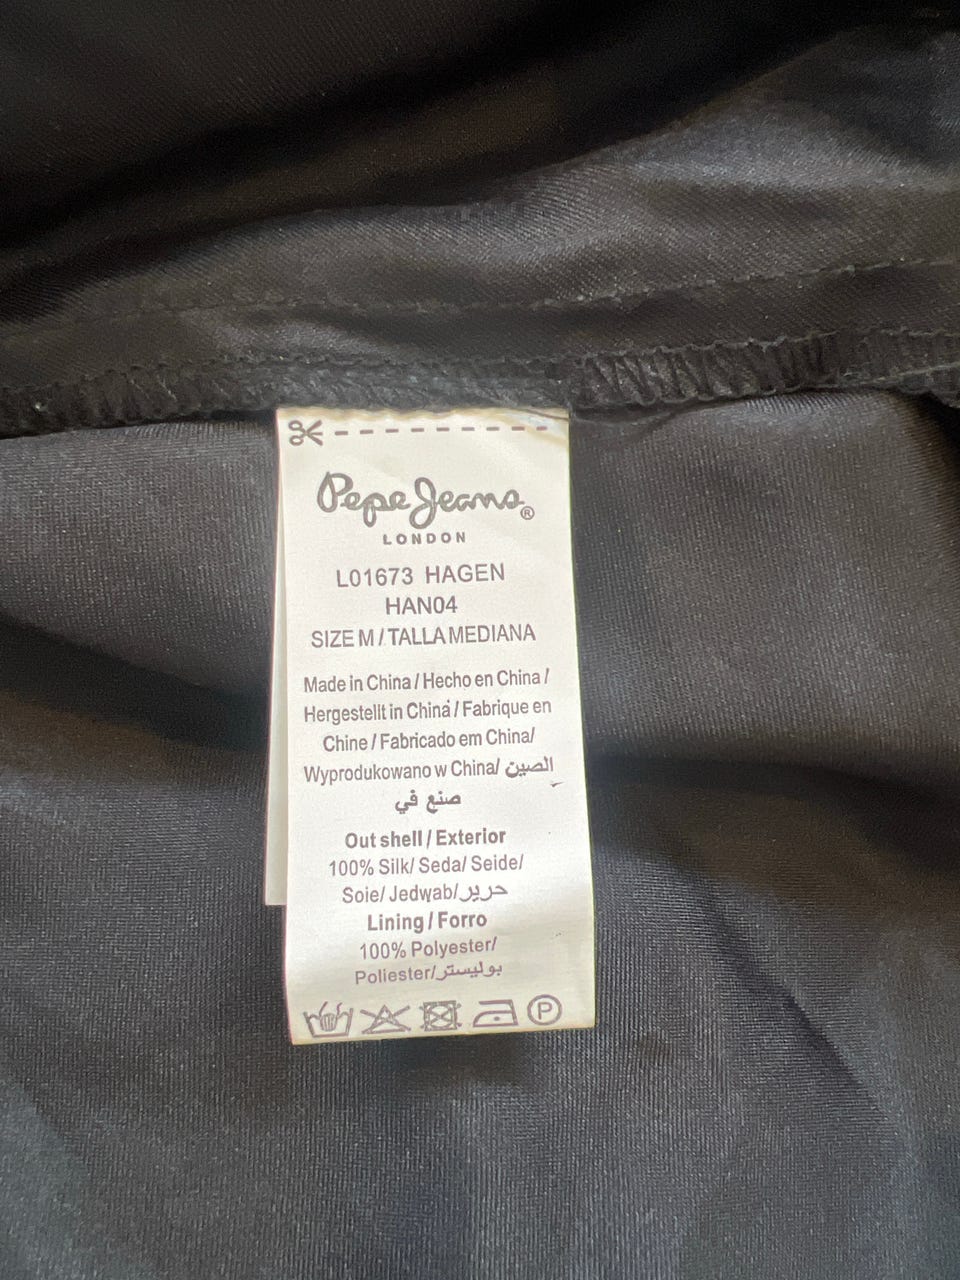 Pepe Jeans®
LONDON
L01673 HAGEN
HAN04
SIZE M / TALLA MEDIANA
Made in China / Hecho en China /
Hergestellt in China / Fabrique en
Chine / Fabricado em China/
Wyprodukowano w China/ الصين
صنع في
Out shell / Exterior
100% Silk/ Seda/ Seide/
Soie/ Jedwab/ حرير
Lining / Forro
100% Polyester/
Poliester/ بوليستر
P